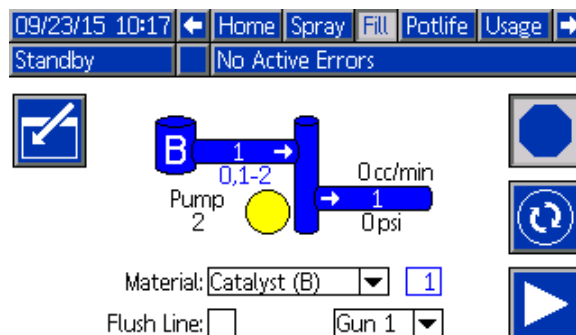 09/23/15 10:17 Home Spray Fill Potlife Usage
Standby No Active Errors
B 1
0,1-2
0 cc/min
Pump
2
1
0 psi
Material: Catalyst (B) 1
Flush Line: Gun 1